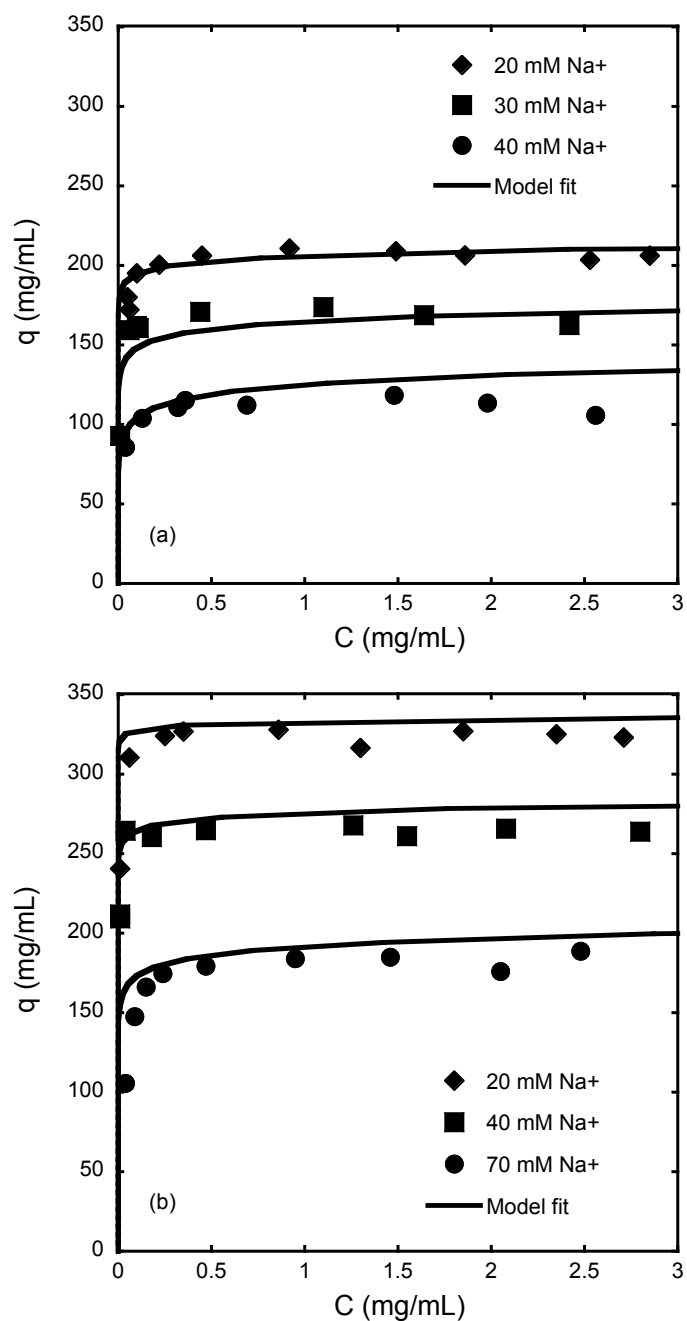 350
300
250
200
150
100
50
0
q (mg/mL)
20 mM Na+
30 mM Na+
40 mM Na+
Model fit
(a)
0 0.5 1 1.5 2 2.5 3
C (mg/mL)
350
300
250
200
150
100
50
0
q (mg/mL)
20 mM Na+
40 mM Na+
70 mM Na+
Model fit
(b)
0 0.5 1 1.5 2 2.5 3
C (mg/mL)